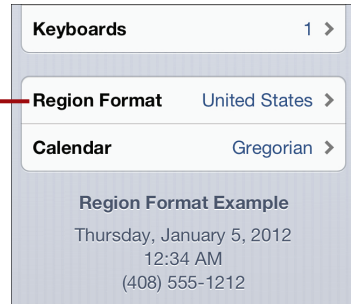 Keyboards 1 >
Region Format United States >
Calendar Gregorian >
Region Format Example
Thursday, January 5, 2012
12:34 AM
(408) 555-1212